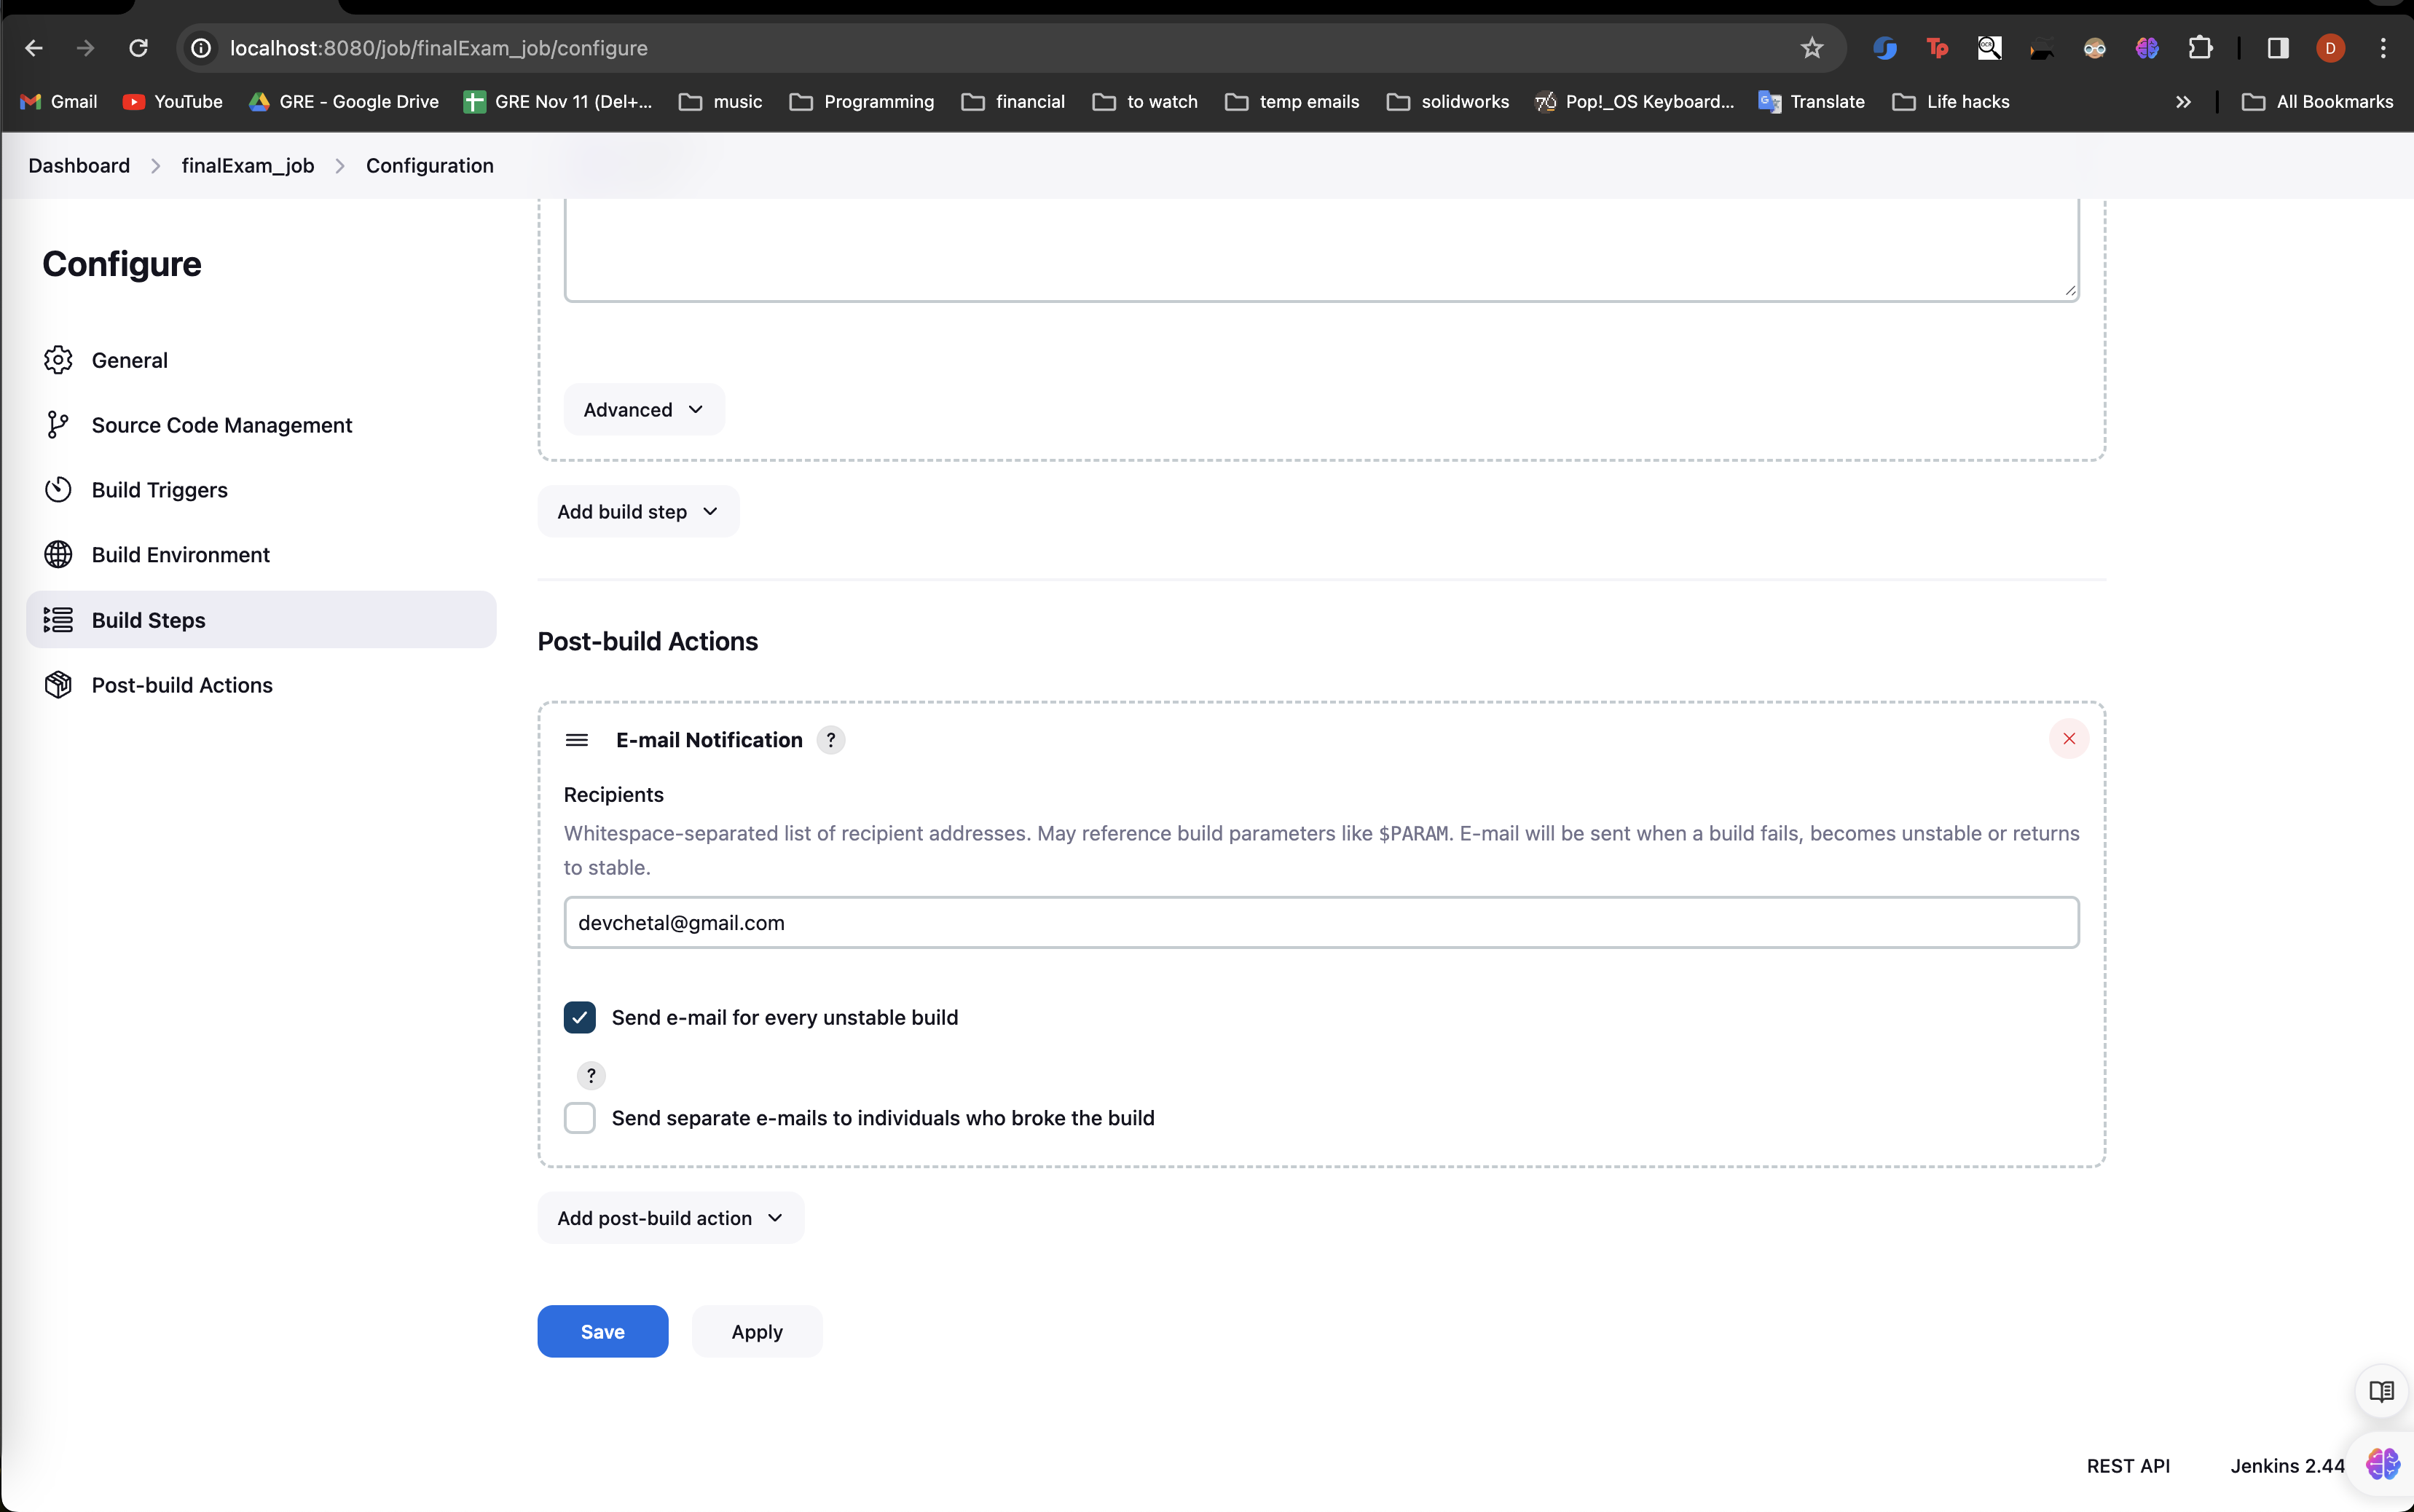 localhost:8080/job/finalExam_job/configure
Tp
D
Gmail YouTube GRE - Google Drive GRE Nov 11 (Del+... music Programming financial to watch temp emails solidworks Pop!_OS Keyboard... Translate Life hacks » All Bookmarks
Dashboard > finalExam_job > Configuration
Configure
General
Source Code Management
Build Triggers
Build Environment
Build Steps
Post-build Actions
Advanced
Add build step
Post-build Actions
E-mail Notification ?
Recipients
Whitespace-separated list of recipient addresses. May reference build parameters like $PARAM. E-mail will be sent when a build fails, becomes unstable or returns
to stable.
devchetal@gmail.com
Send e-mail for every unstable build
?
Send separate e-mails to individuals who broke the build
Add post-build action
Save Apply
REST API Jenkins 2.44